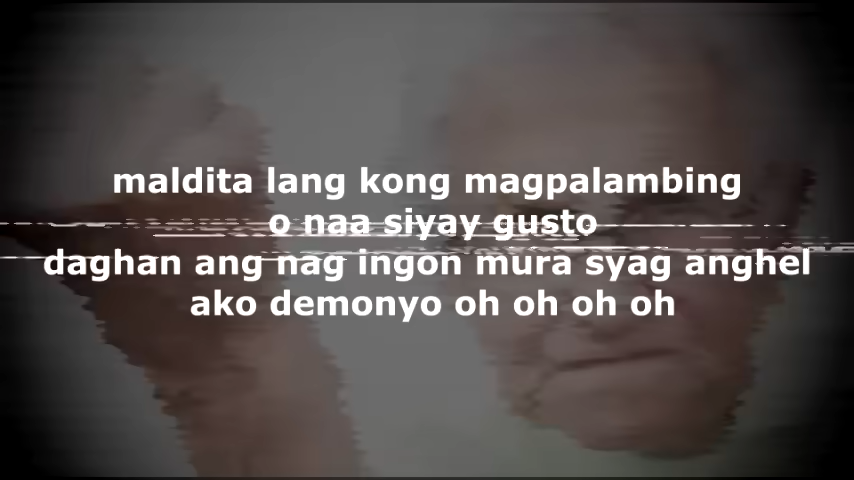 maldita lang kong magpalambing
o naa siyay gusto
daghan ang nag ingon mura syag anghel
ako demonyo oh oh oh oh